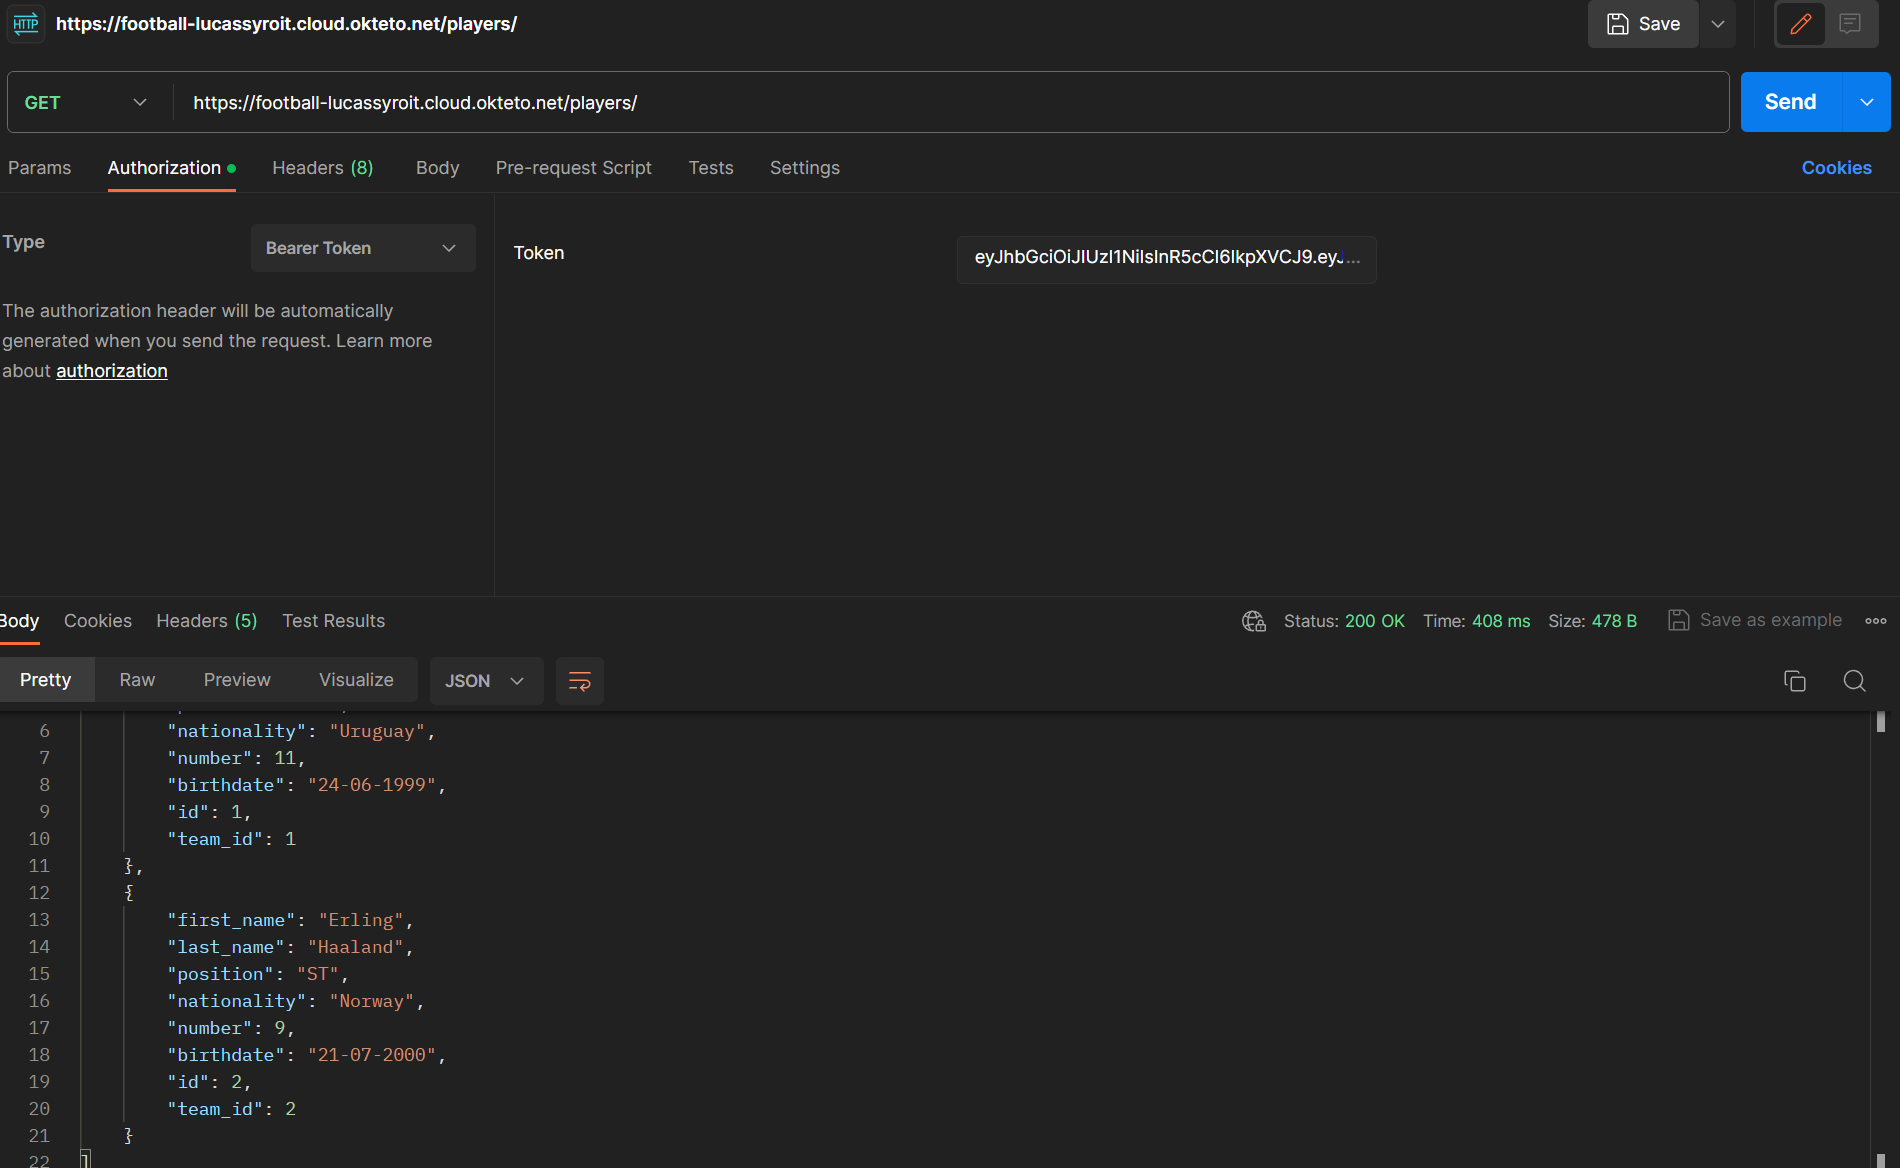 HTTP https://football-lucassyroit.cloud.okteto.net/players/ Save
GET https://football-lucassyroit.cloud.okteto.net/players/ Send
Params Authorization Headers (8) Body Pre-request Script Tests Settings Cookies
Type Bearer Token
Token eyJhbGciOiJIUzI1NiIsInR5cCI6IkpXVCJ9.eyJ...
The authorization header will be automatically
generated when you send the request. Learn more
about authorization
Body Cookies Headers (5) Test Results Status: 200 OK Time: 408 ms Size: 478 B Save as example
Pretty Raw Preview Visualize JSON
6 "nationality": "Uruguay",
7 "number": 11,
8 "birthdate": "24-06-1999",
9 "id": 1,
10 "team_id": 1
11 },
12 {
13 "first_name": "Erling",
14 "last_name": "Haaland",
15 "position": "ST",
16 "nationality": "Norway",
17 "number": 9,
18 "birthdate": "21-07-2000",
19 "id": 2,
20 "team_id": 2
21 }
22 ]